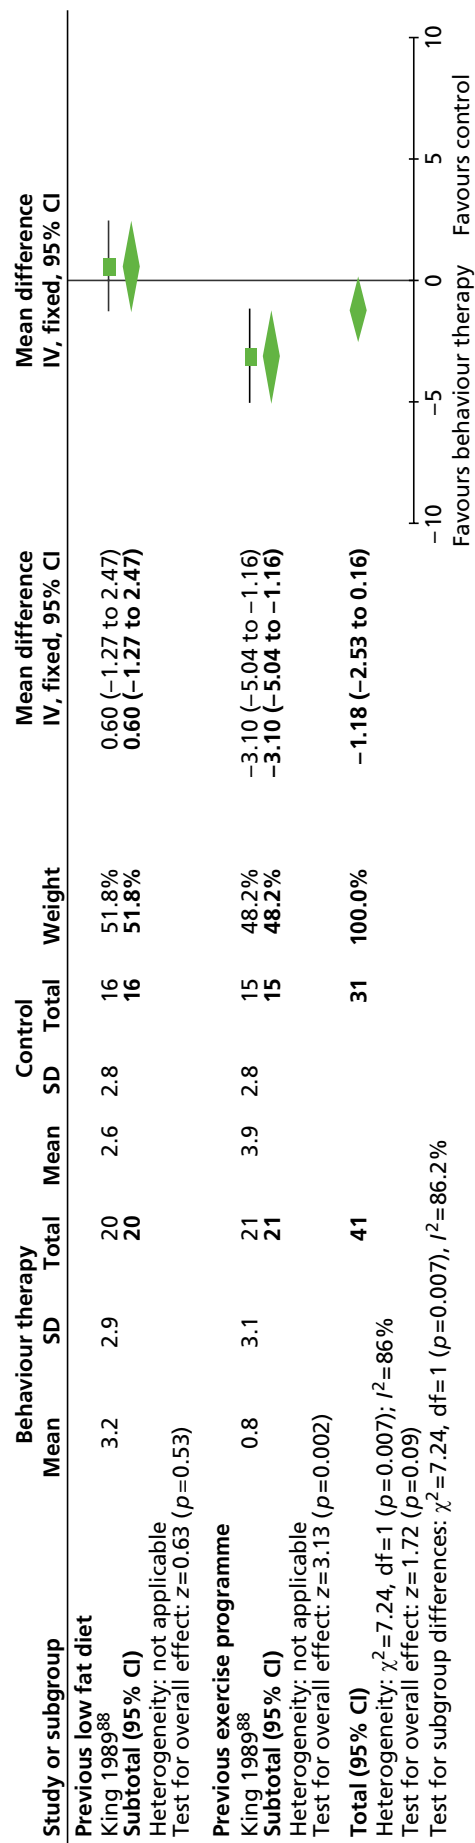 Behaviour therapy Control Mean difference Mean difference
Study or subgroup Mean SD Total Mean SD Total Weight IV, fixed, 95% CI IV, fixed, 95% CI
Previous low fat diet
King 1989⁸⁸ 3.2 2.9 20 2.6 2.8 16 51.8% 0.60 (−1.27 to 2.47)
Subtotal (95% CI) 20 16 51.8% 0.60 (−1.27 to 2.47)
Heterogeneity: not applicable
Test for overall effect: z=0.63 (p=0.53)
Previous exercise programme
King 1989⁸⁸ 0.8 3.1 21 3.9 2.8 15 48.2% −3.10 (−5.04 to −1.16)
Subtotal (95% CI) 21 15 48.2% −3.10 (−5.04 to −1.16)
Heterogeneity: not applicable
Test for overall effect: z=3.13 (p=0.002)
Total (95% CI) 41 31 100.0% −1.18 (−2.53 to 0.16)
Heterogeneity: χ²=7.24, df=1 (p=0.007); I²=86%
Test for overall effect: z=1.72 (p=0.09)
Test for subgroup differences: χ²=7.24, df=1 (p=0.007), I²=86.2%
−10 −5 0 5 10
Favours behaviour therapy Favours control